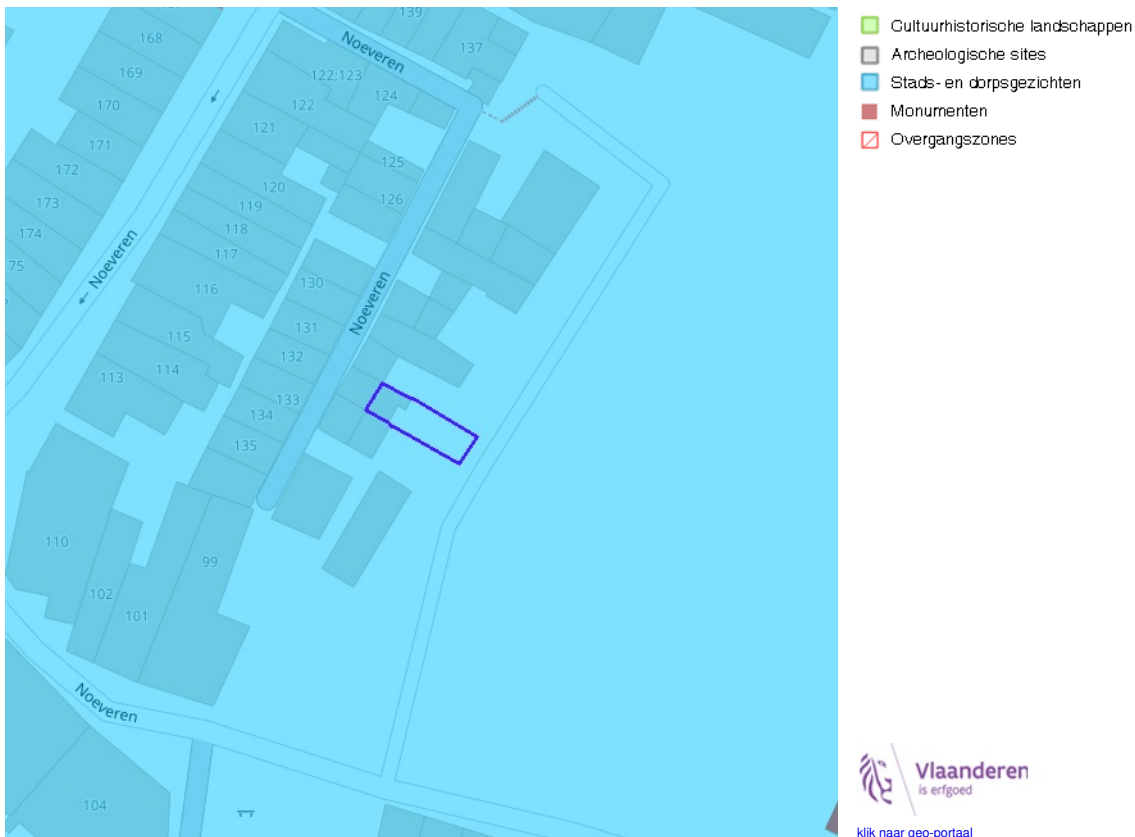 139
168
Noeveren
137
169
122;123
124
170
122
121
171
125
172
120
126
173
119
174
118
75
117
Noeveren
130
116
Noeveren
131
115
132
113
114
133
134
135
110
99
102
101
Noeveren
104
Cultuurhistorische landschappen
Archeologische sites
Stads- en dorpsgezichten
Monumenten
Overgangszones
Vlaanderen
is erfgoed
klik naar geo-portaal